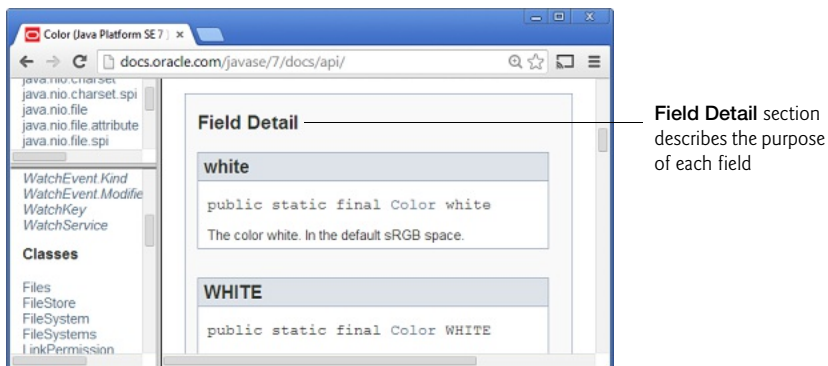 Color (Java Platform SE 7
docs.oracle.com/javase/7/docs/api/
java.nio.charset
java.nio.charset.spi
java.nio.file
java.nio.file.attribute
java.nio.file.spi
WatchEvent.Kind
WatchEvent.Modifie
WatchKey
WatchService
Classes
Files
FileStore
FileSystem
FileSystems
LinkPermission
Field Detail
white
public static final Color white
The color white. In the default sRGB space.
WHITE
public static final Color WHITE
Field Detail section
describes the purpose
of each field